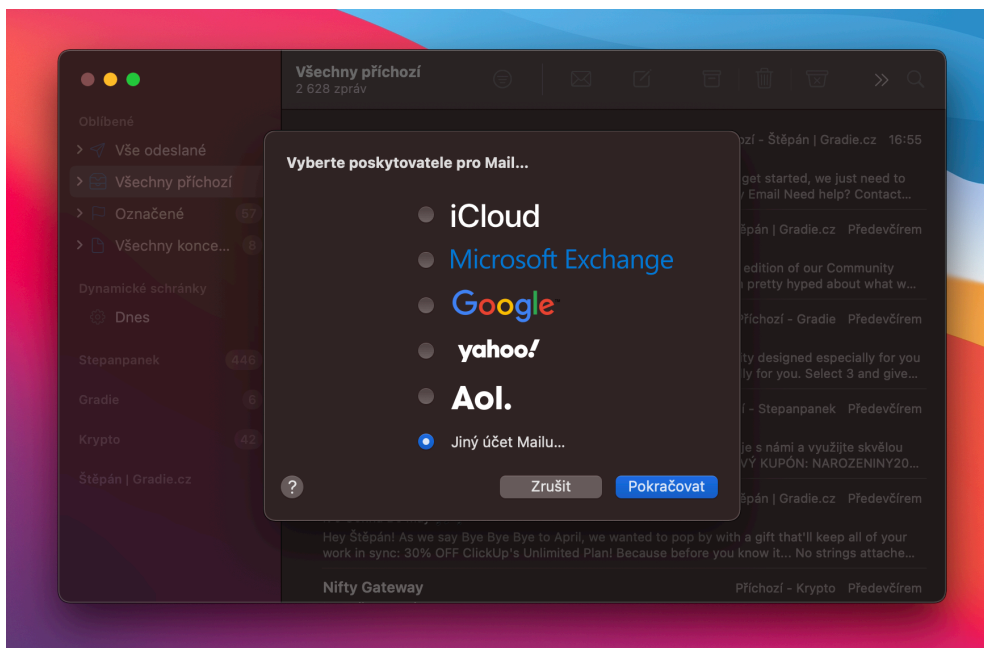 Všechny příchozí
2 628 zpráv
Oblíbené
Vše odeslané
Všechny příchozí
Označené 57
Všechny konce... 8
Dynamické schránky
Dnes
Stepanpanek 446
Gradie 6
Krypto 42
Štěpán | Gradie.cz
Vyberte poskytovatele pro Mail...
iCloud
Microsoft Exchange
Google
yahoo!
Aol.
Jiný účet Mailu...
?
Zrušit
Pokračovat
Štěpán | Gradie.cz 16:55
get started, we just need to
Email Need help? Contact...
| Gradie.cz Předevčírem
edition of our Community
pretty hyped about what w...
Příchozí - Gradie Předevčírem
designed especially for you
for you. Select 3 and give...
- Stepanpanek Předevčírem
je s námi a využijte skvělou
KUPÓN: NAROZENINY20...
| Gradie.cz Předevčírem
Hey Štěpán! As we say Bye Bye Bye to April, we wanted to pop by with a gift that'll keep all of your
work in sync: 30% OFF ClickUp's Unlimited Plan! Because before you know it... No strings attache...
Nifty Gateway
Příchozí - Krypto Předevčírem